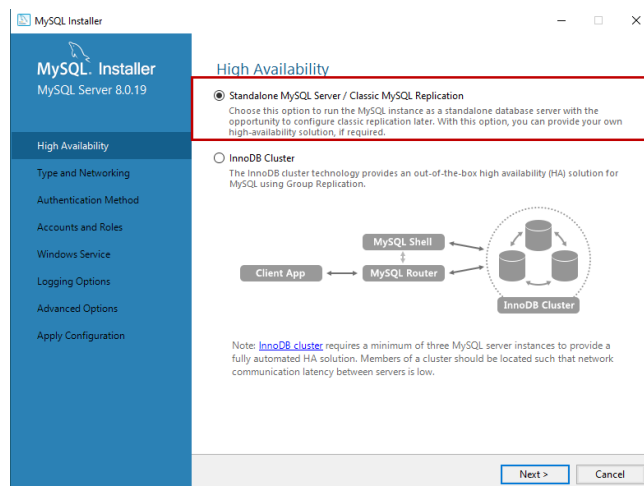 MySQL Installer
MySQL. Installer
MySQL Server 8.0.19
High Availability
Type and Networking
Authentication Method
Accounts and Roles
Windows Service
Logging Options
Advanced Options
Apply Configuration
High Availability
Standalone MySQL Server / Classic MySQL Replication
Choose this option to run the MySQL instance as a standalone database server with the
opportunity to configure classic replication later. With this option, you can provide your own
high-availability solution, if required.
InnoDB Cluster
The InnoDB cluster technology provides an out-of-the-box high availability (HA) solution for
MySQL using Group Replication.
MySQL Shell
Client App
MySQL Router
InnoDB Cluster
Note: InnoDB cluster requires a minimum of three MySQL server instances to provide a
fully automated HA solution. Members of a cluster should be located such that network
communication latency between servers is low.
Next >
Cancel